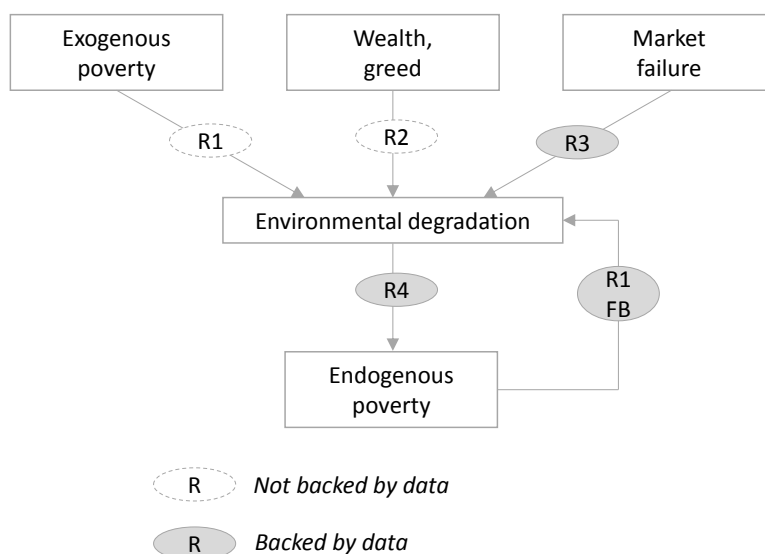 Exogenous
poverty
Wealth,
greed
Market
failure
R1
R2
R3
Environmental degradation
R4
R1
FB
Endogenous
poverty
R Not backed by data
R Backed by data